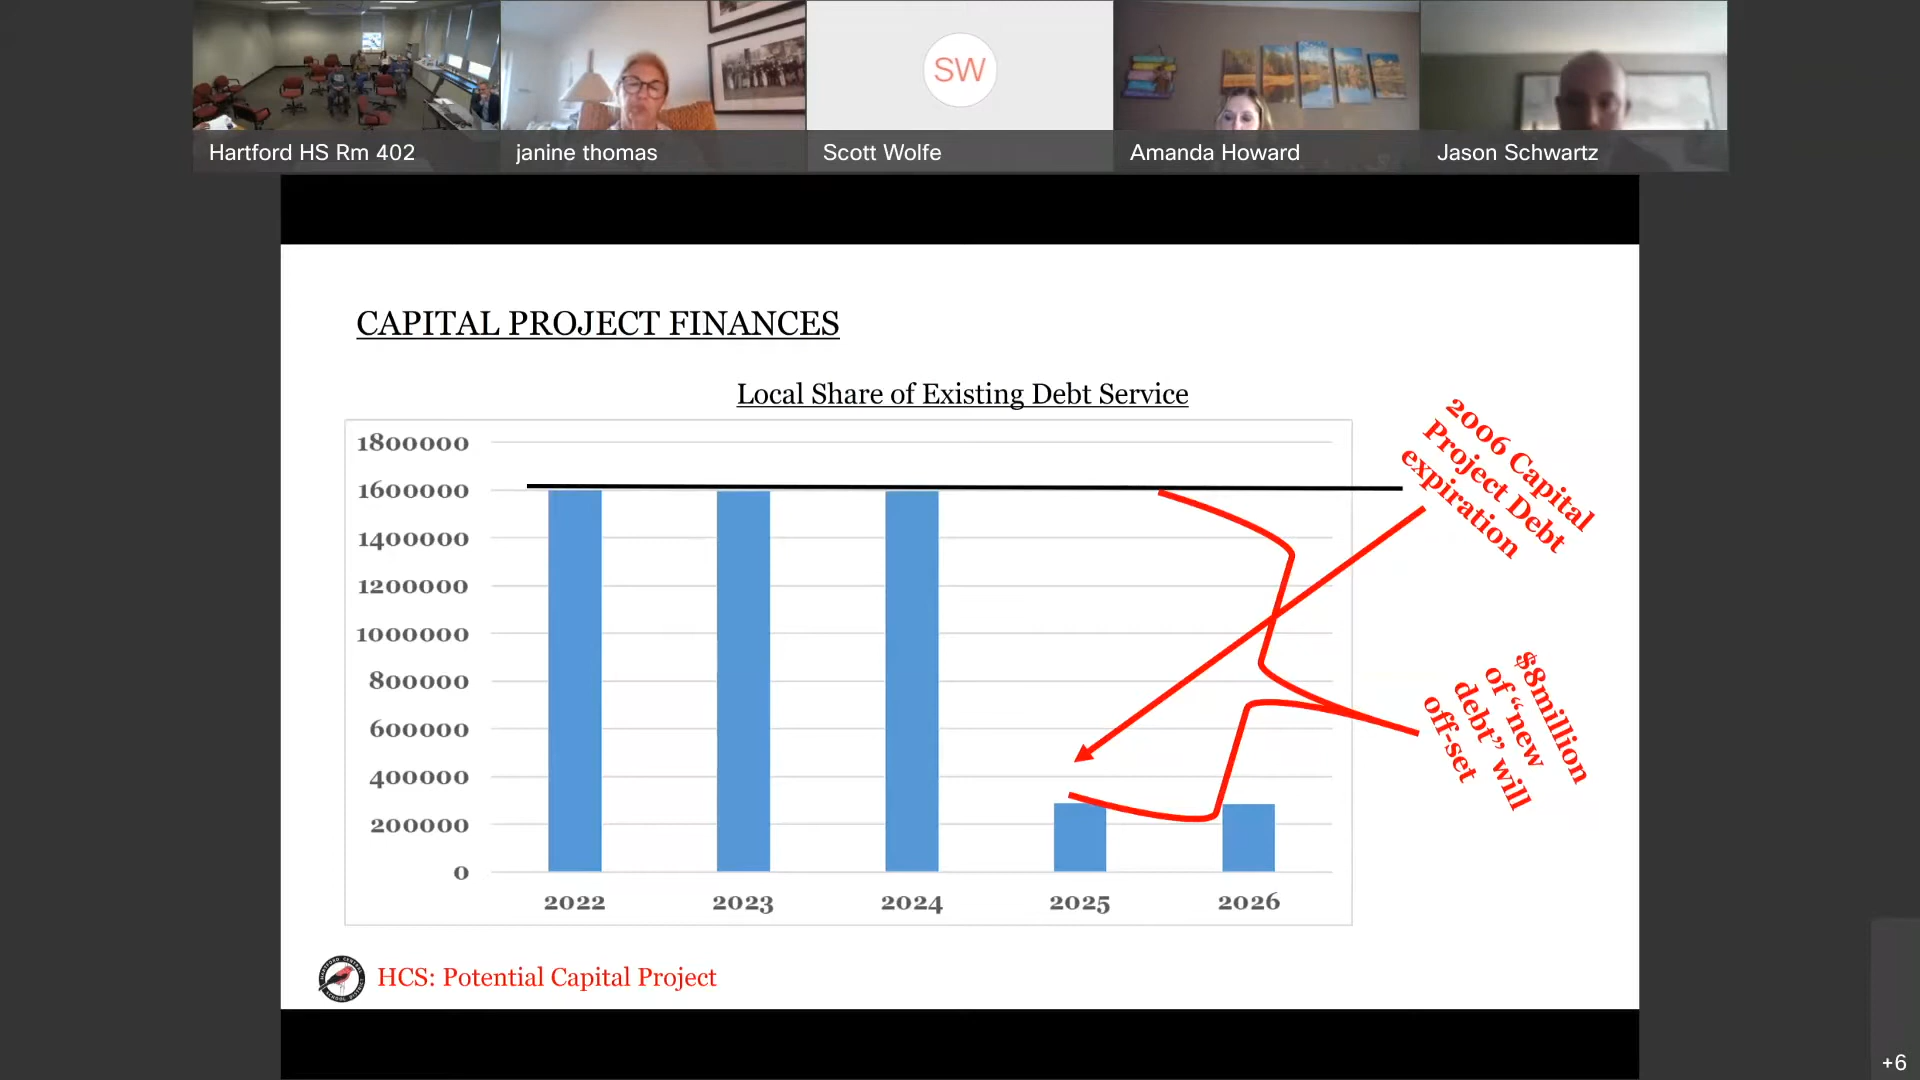 SW
Hartford HS Rm 402
janine thomas
Scott Wolfe
Amanda Howard
Jason Schwartz
CAPITAL PROJECT FINANCES
Local Share of Existing Debt Service
1800000
1600000
1400000
1200000
1000000
800000
600000
400000
200000
0
2022
2023
2024
2025
2026
2006 Capital
Project Debt
expiration
$8million
of “new
debt” will
off-set
HCS: Potential Capital Project
+6